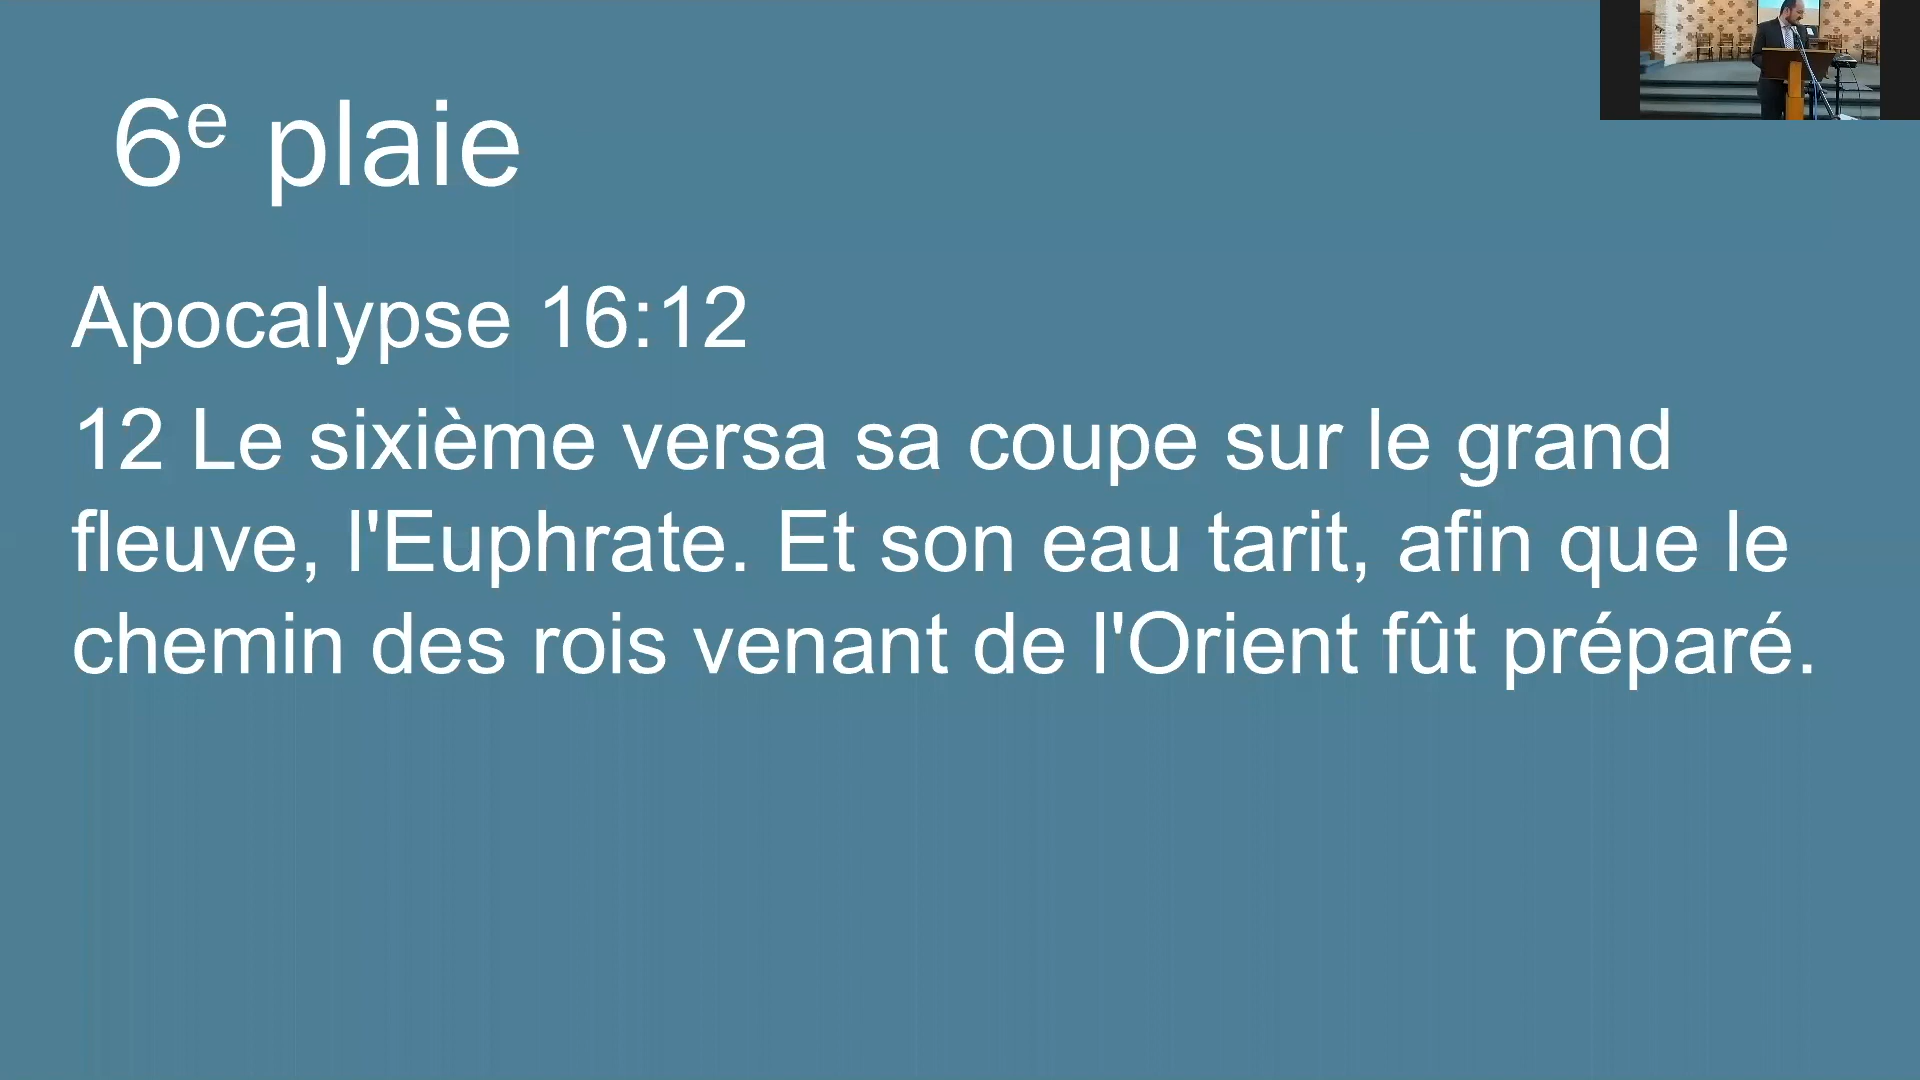 6e plaie
Apocalypse 16:12
12 Le sixième versa sa coupe sur le grand
fleuve, l'Euphrate. Et son eau tarit, afin que le
chemin des rois venant de l'Orient fût préparé.